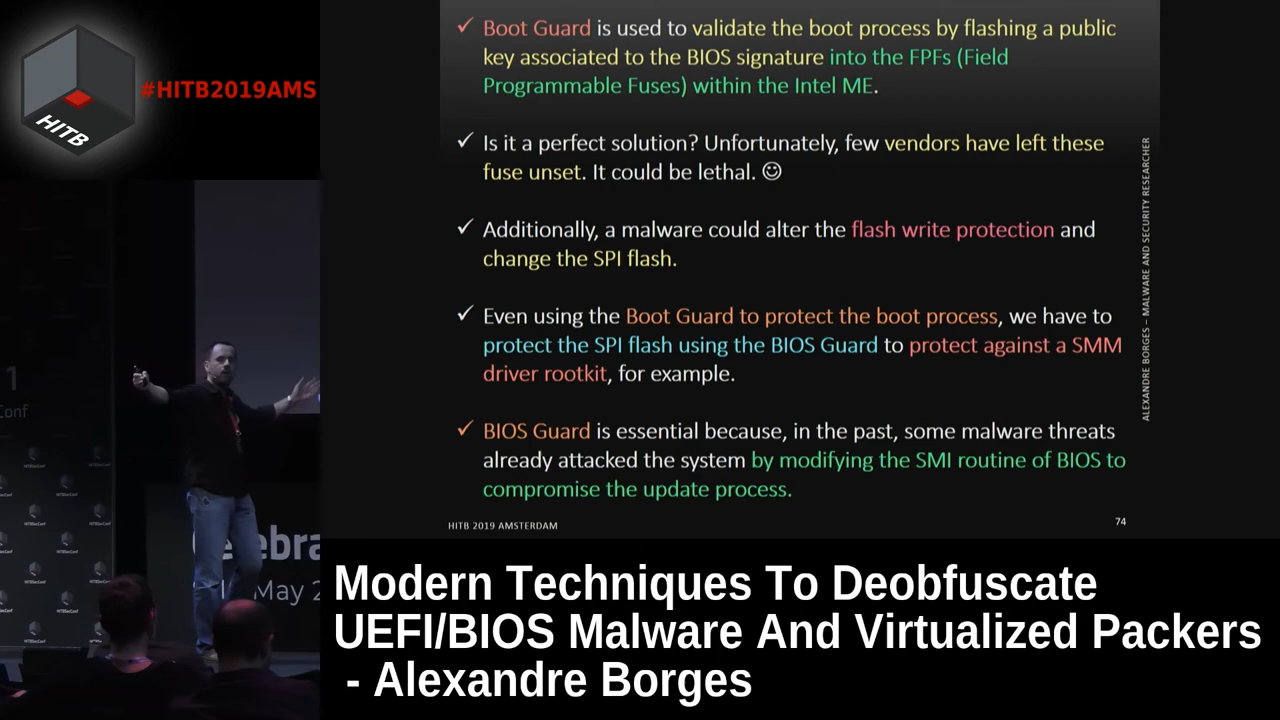 HITB
#HITB2019AMS
✓ Boot Guard is used to validate the boot process by flashing a public
key associated to the BIOS signature into the FPFs (Field
Programmable Fuses) within the Intel ME.
✓ Is it a perfect solution? Unfortunately, few vendors have left these
fuse unset. It could be lethal. ☺
✓ Additionally, a malware could alter the flash write protection and
change the SPI flash.
✓ Even using the Boot Guard to protect the boot process, we have to
protect the SPI flash using the BIOS Guard to protect against a SMM
driver rootkit, for example.
✓ BIOS Guard is essential because, in the past, some malware threats
already attacked the system by modifying the SMI routine of BIOS to
compromise the update process.
HITB 2019 AMSTERDAM
74
ALEXANDRE BORGES – MALWARE AND SECURITY RESEARCHER
1
Conf
elebra
May 2
Modern Techniques To Deobfuscate
UEFI/BIOS Malware And Virtualized Packers
- Alexandre Borges